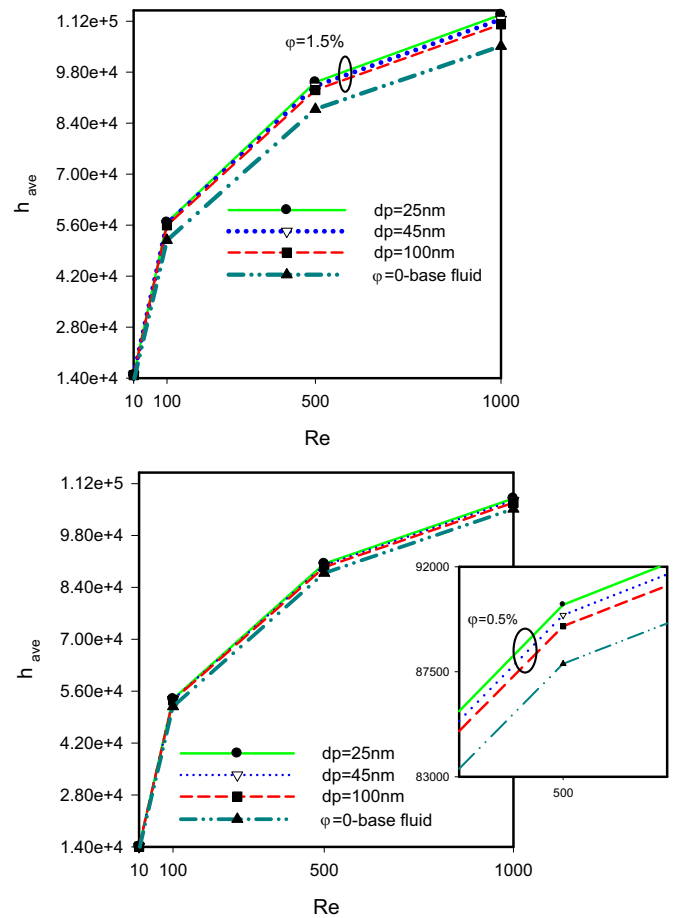 1.12e+5
φ=1.5%
9.80e+4
8.40e+4
7.00e+4
h ave
5.60e+4
dp=25nm
dp=45nm
dp=100nm
φ=0-base fluid
4.20e+4
2.80e+4
1.40e+4
10 100 500 1000
Re
1.12e+5
9.80e+4
8.40e+4
7.00e+4
h ave
5.60e+4
4.20e+4
2.80e+4
1.40e+4
dp=25nm
dp=45nm
dp=100nm
φ=0-base fluid
92000
φ=0.5%
87500
83000
500
10 100 500 1000
Re